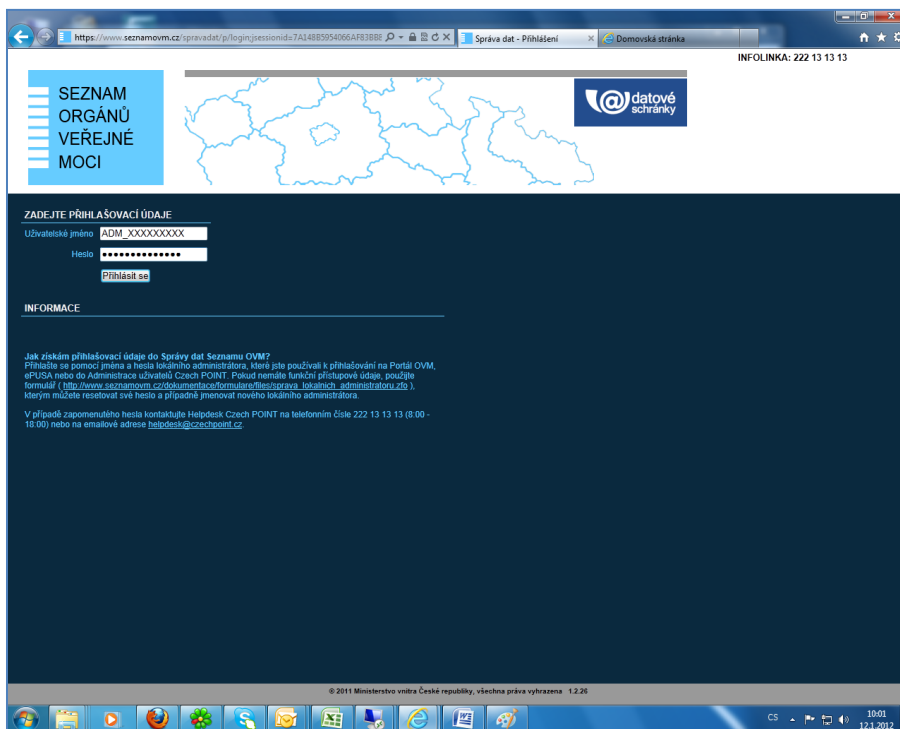 https://www.seznamovm.cz/spravadat/p/login;jsessionid=7A14885954066AF83BBE
Správa dat - Přihlášení
Domovská stránka
INFOLINKA: 222 13 13 13
SEZNAM
ORGÁNŮ
VEŘEJNÉ
MOCI
datové
schránky
ZADEJTE PŘIHLAŠOVACÍ ÚDAJE
Uživatelské jméno ADM_XXXXXXXXX
Heslo ••••••••••••••
Přihlásit se
INFORMACE
Jak získám přihlašovací údaje do Správy dat Seznamu OVM?
Přihlašte se pomocí jména a hesla lokálního administrátora, které jste používali k přihlašování na Portál OVM,
ePUSA nebo do Administrace uživatelů Czech POINT. Pokud nemáte funkční přístupové údaje, použijte
formulář ( http://www.seznamovm.cz/dokumentace/formulare/files/sprava_lokalnich_administratoru.zfo ),
kterým můžete resetovat své heslo a případně jmenovat nového lokálního administrátora.
V případě zapomenutého hesla kontaktujte Helpdesk Czech POINT na telefonním čísle 222 13 13 13 (8:00 -
18:00) nebo na emailové adrese helpdesk@czechpoint.cz.
© 2011 Ministerstvo vnitra České republiky, všechna práva vyhrazena 1.2.26
CS
10:01
12.1.2012